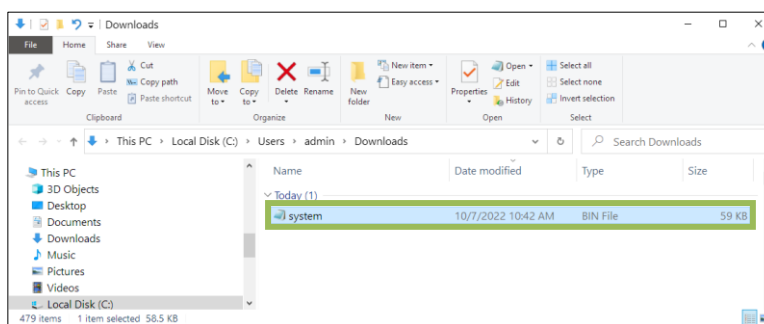 Downloads
File Home Share View
Pin to Quick access Copy Paste Cut Copy path Paste shortcut
Clipboard
Move to Copy to Delete Rename
Organize
New folder New item Easy access
New
Properties Open Edit History
Open
Select all Select none Invert selection
Select
This PC > Local Disk (C:) > Users > admin > Downloads
Search Downloads
This PC
3D Objects
Desktop
Documents
Downloads
Music
Pictures
Videos
Local Disk (C:)
Name Date modified Type Size
Today (1)
system 10/7/2022 10:42 AM BIN File 59 KB
479 items 1 item selected 58.5 KB